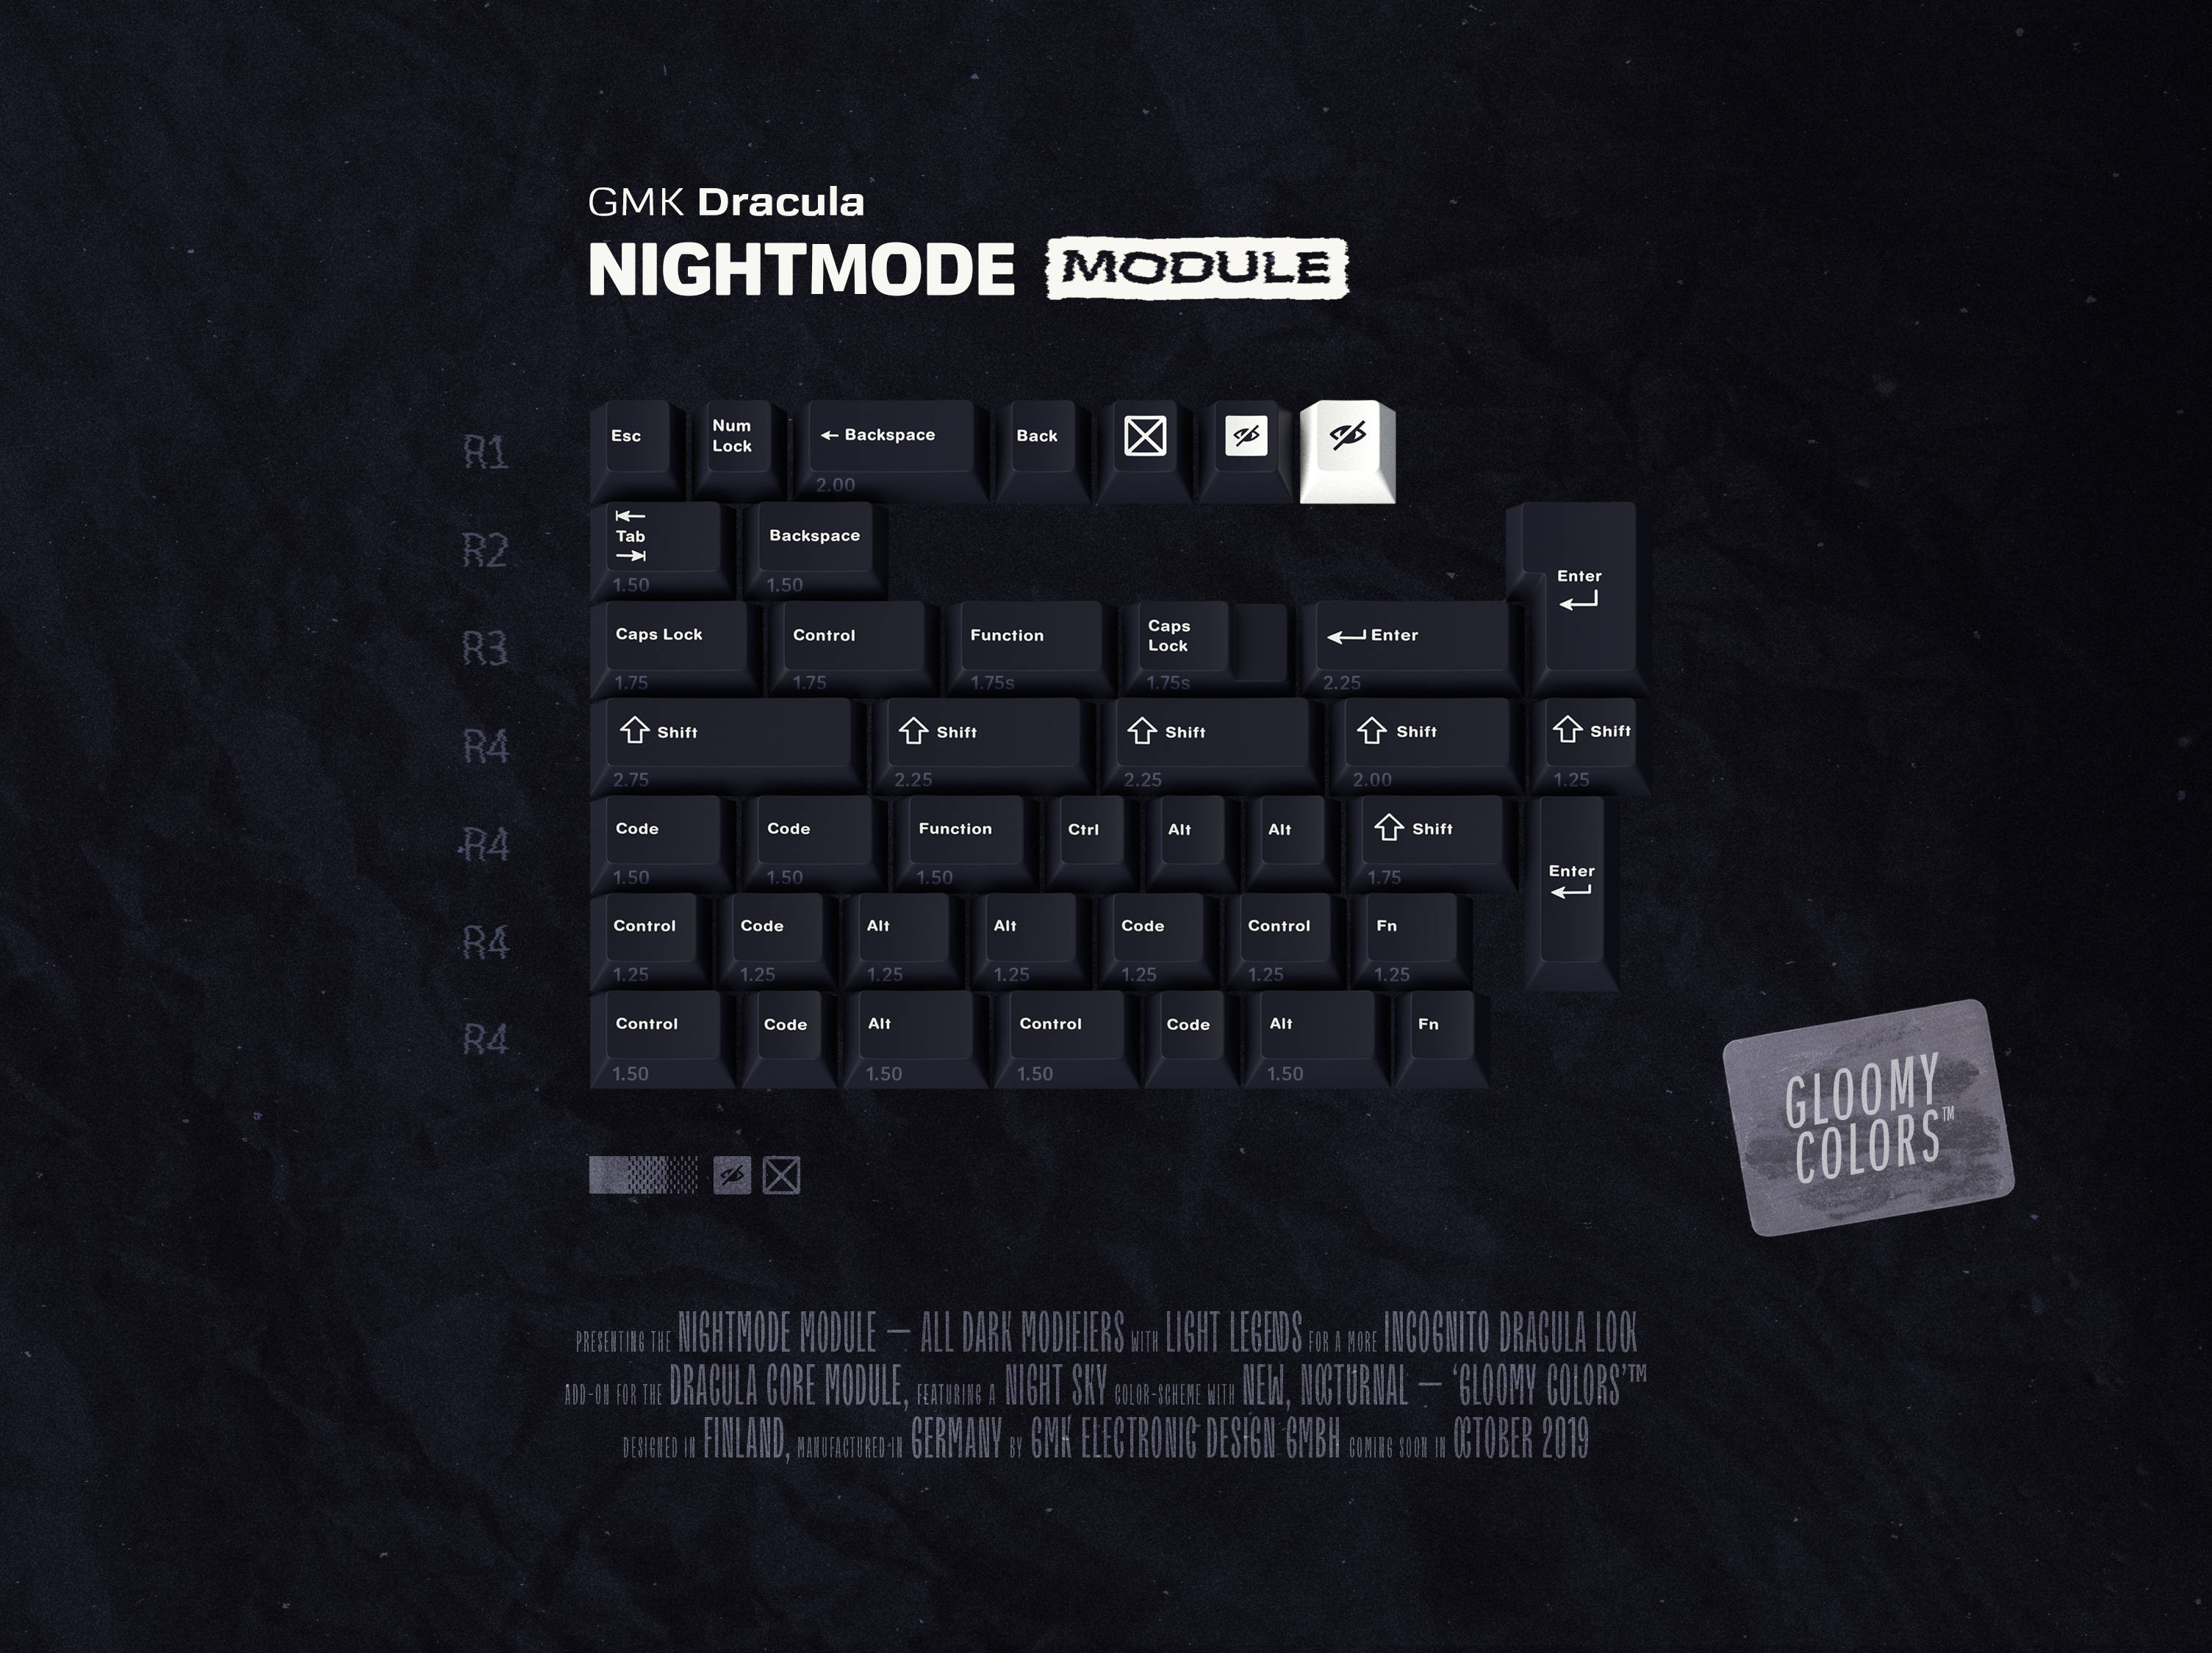 GMK Dracula
NIGHTMODE MODULE
R1 Esc Num Lock Backspace 2.00 Back
R2 Tab 1.50 Backspace 1.50 Enter
R3 Caps Lock 1.75 Control 1.75 Function 1.75s Caps Lock 1.75s Enter 2.25
R4 Shift 2.75 Shift 2.25 Shift 2.25 Shift 2.00 Shift 1.25
R4 Code 1.50 Code 1.50 Function 1.50 Ctrl Alt Alt Shift 1.75 Enter
R4 Control 1.25 Code 1.25 Alt 1.25 Alt 1.25 Code 1.25 Control 1.25 Fn 1.25
R4 Control 1.50 Code Alt 1.50 Control 1.50 Code Alt 1.50 Fn
GLOOMY
COLORS™
PRESENTING THE NIGHTMODE MODULE — ALL DARK MODIFIERS WITH LIGHT LEGENDS FOR A MORE INCOGNITO DRACULA LOOK
ADD-ON FOR THE DRACULA CORE MODULE, FEATURING A NIGHT SKY COLOR-SCHEME WITH NEW, NOCTURNAL — ‘GLOOMY COLORS’™
DESIGNED IN FINLAND, MANUFACTURED IN GERMANY BY GMK ELECTRONIC DESIGN GMBH COMING SOON IN OCTOBER 2019